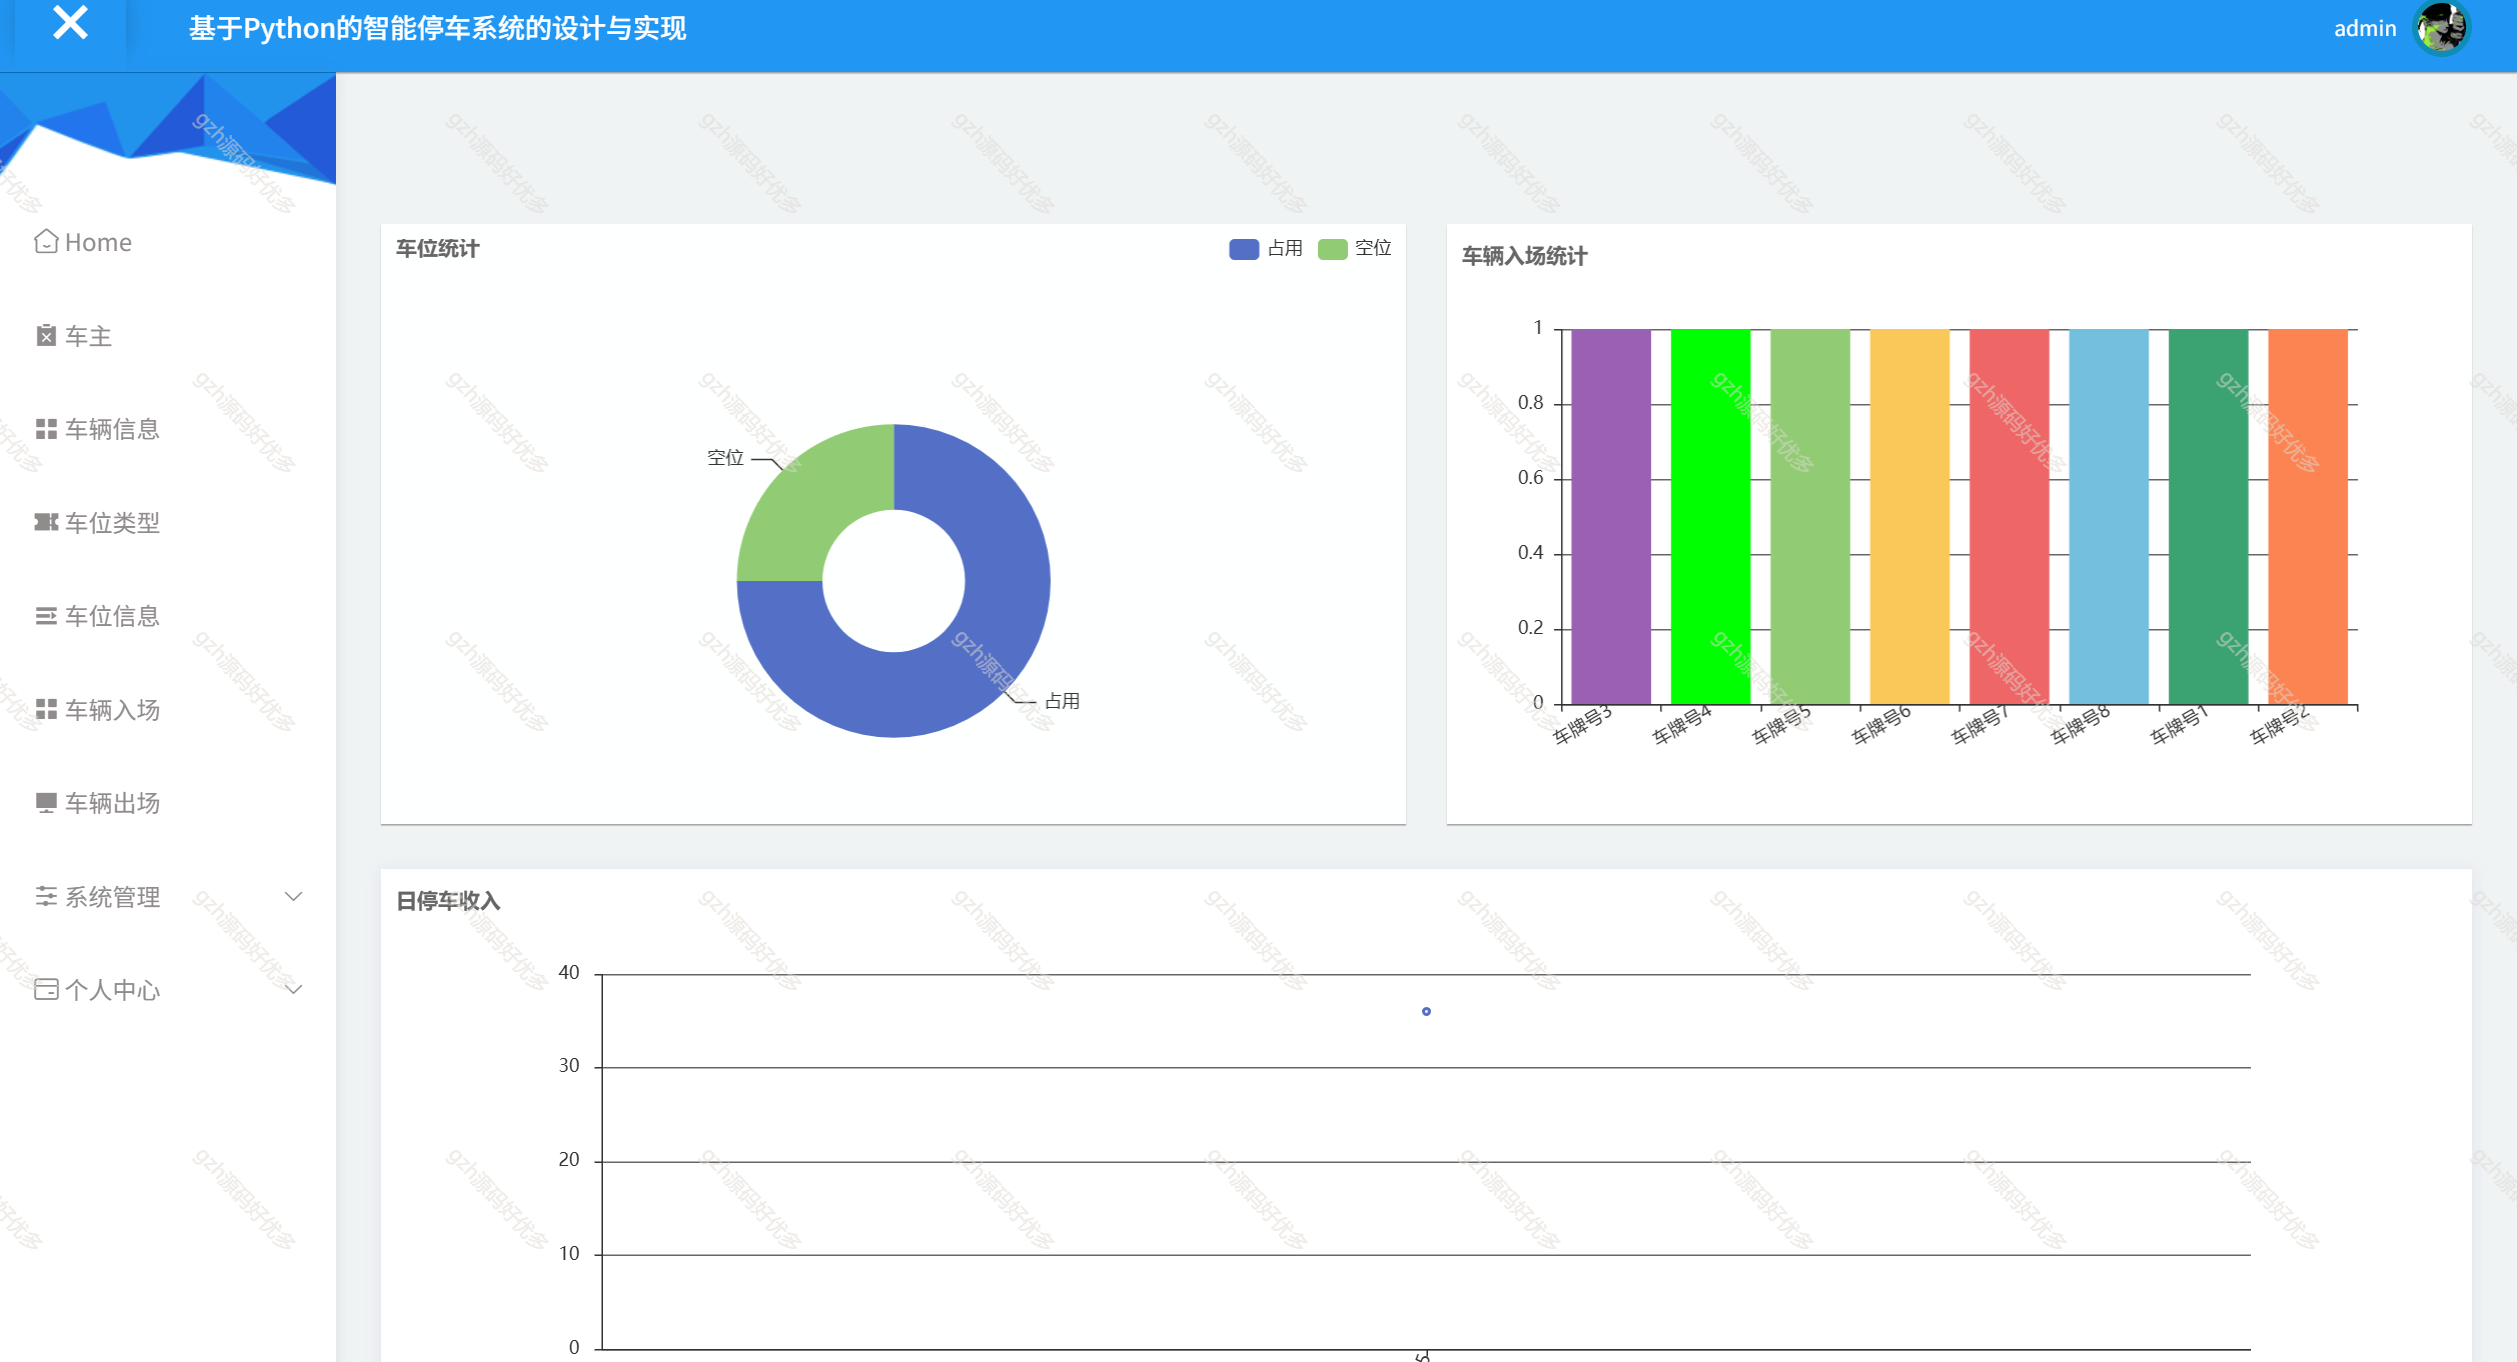 基于Python的智能停车系统的设计与实现
admin
Home
车主
车辆信息
车位类型
车位信息
车辆入场
车辆出场
系统管理
个人中心
车位统计
占用 空位
空位
占用
车辆入场统计
1
0.8
0.6
0.4
0.2
0
车牌号3 车牌号4 车牌号5 车牌号6 车牌号7 车牌号8 车牌号1 车牌号2
日停车收入
40
30
20
10
0
gzh源码好优多